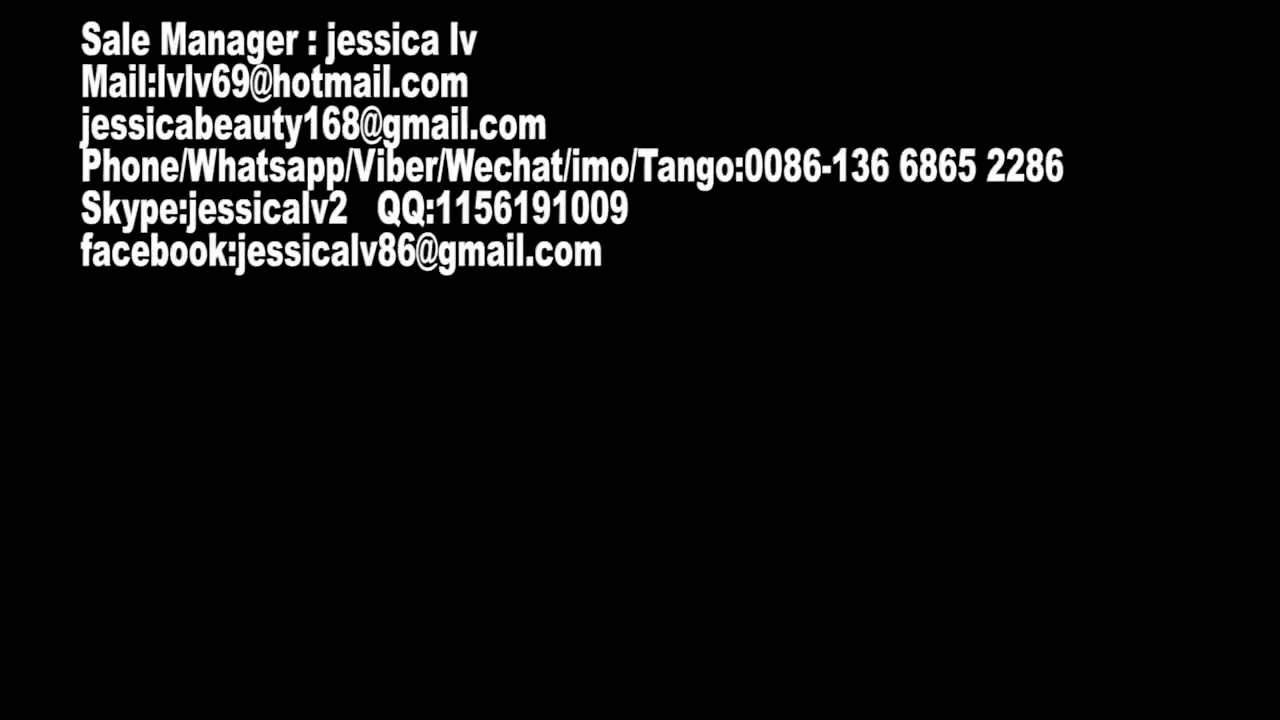 Sale Manager : jessica lv
Mail:lvlv69@hotmail.com
jessicabeauty168@gmail.com
Phone/Whatsapp/Viber/Wechat/imo/Tango:0086-136 6865 2286
Skype:jessicalv2   QQ:1156191009
facebook:jessicalv86@gmail.com